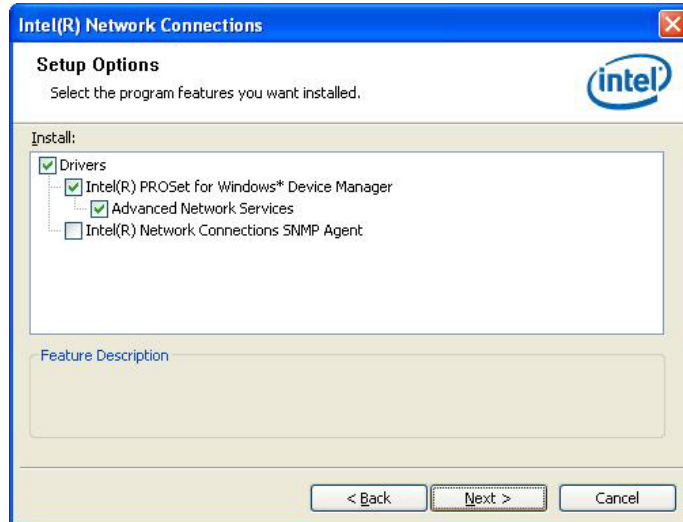 Intel(R) Network Connections
Setup Options
Select the program features you want installed.
intel
Install:
Drivers
Intel(R) PROSet for Windows* Device Manager
Advanced Network Services
Intel(R) Network Connections SNMP Agent
Feature Description
< Back
Next >
Cancel